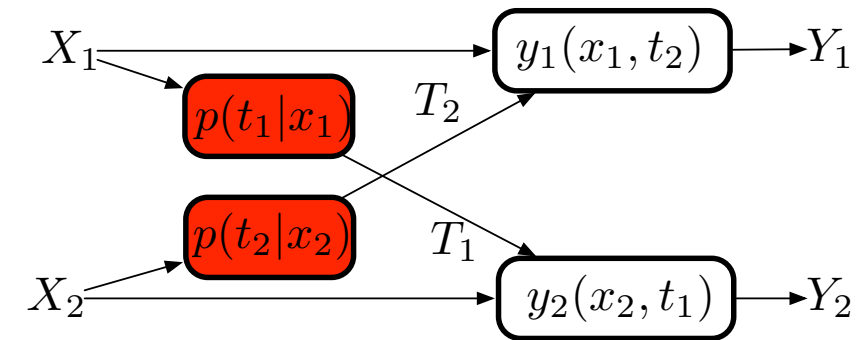 X₁ y₁(x₁, t₂) Y₁
p(t₁|x₁) T₂
p(t₂|x₂) T₁
X₂ y₂(x₂, t₁) Y₂